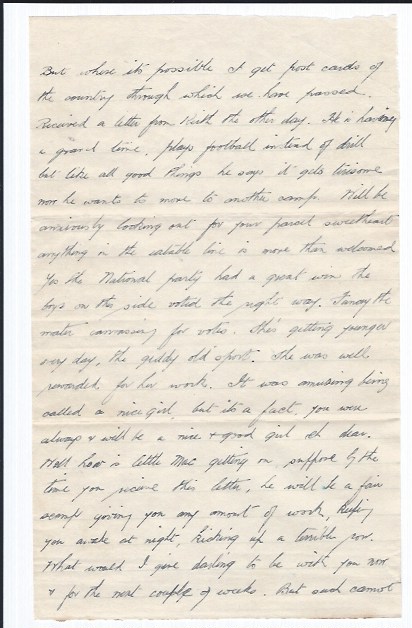 But where its possible I get post cards of
the country through which we have passed.
Received a letter from Keith the other day. He is having
a grand time, plays football instead of drill
but like all good things he says it gets tiresome
now he wants to move to another camp. Will be
anxiously looking out for your parcel sweetheart
anything in the eatable line is more than welcomed
Yes the National party had a great win the
boys on this side voted the right way. Fancy the
mater canvassing for votes. She's getting younger
every day, the giddy old sport. She was well
rewarded for her work. It was amusing being
called a nice girl, but its a fact, you were
always & will be a nice & good girl eh dear.
Well how is little Mac getting on, suppose by the
time you receive this letter, he will be a fair
scamp giving you any amont of work, keeping
you awake at night, kicking up a terrible row.
What would I give darling to be with you now
& for the next couple of weeks. But such cannot